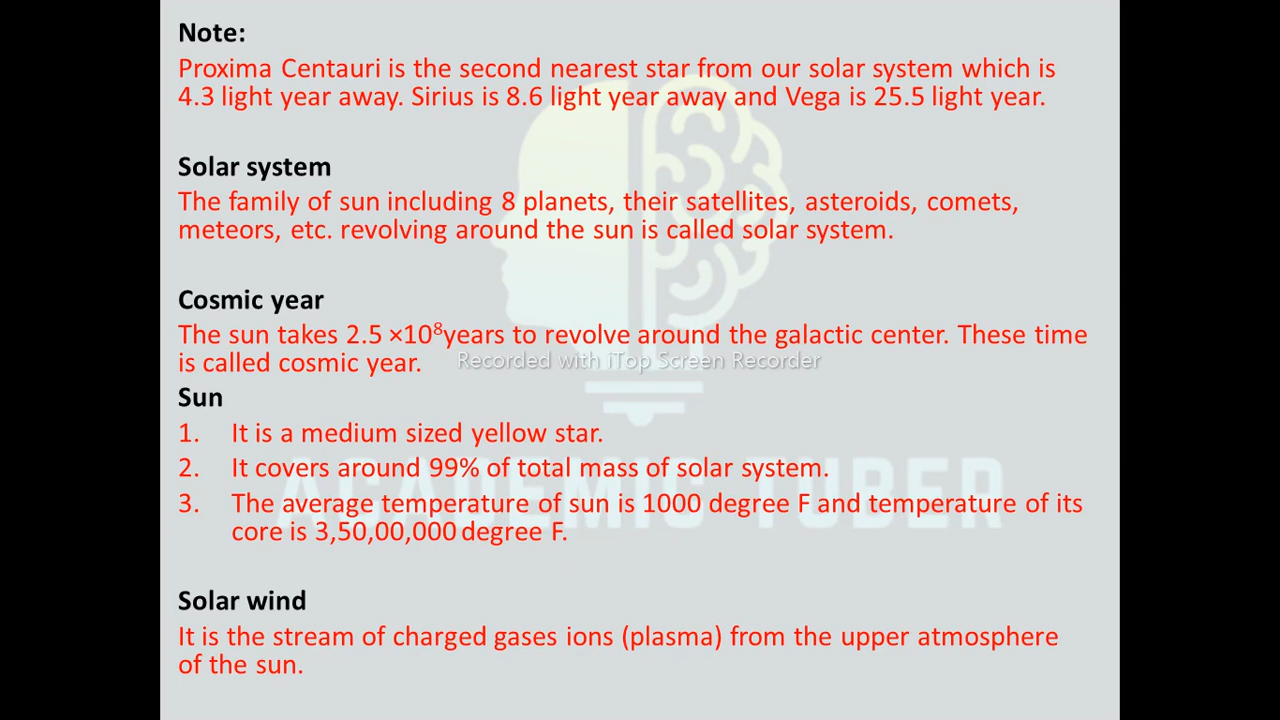 Note:
Proxima Centauri is the second nearest star from our solar system which is
4.3 light year away. Sirius is 8.6 light year away and Vega is 25.5 light year.
Solar system
The family of sun including 8 planets, their satellites, asteroids, comets,
meteors, etc. revolving around the sun is called solar system.
Cosmic year
The sun takes 2.5 ×10⁸years to revolve around the galactic center. These time
is called cosmic year.
Recorded with iTop Screen Recorder
Sun
1. It is a medium sized yellow star.
2. It covers around 99% of total mass of solar system.
3. The average temperature of sun is 1000 degree F and temperature of its
core is 3,50,00,000 degree F.
ACADEMIC TUBER
Solar wind
It is the stream of charged gases ions (plasma) from the upper atmosphere
of the sun.